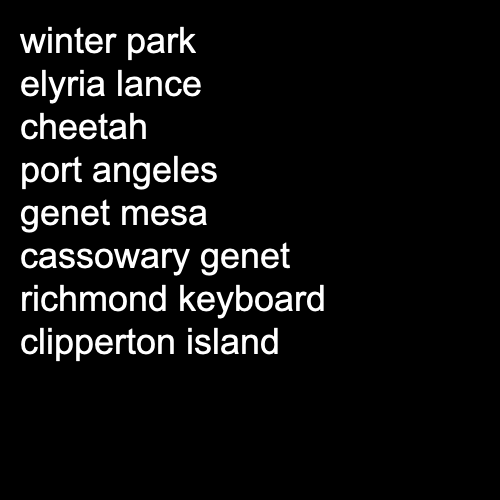 winter park
elyria lance
cheetah
port angeles
genet mesa
cassowary genet
richmond keyboard
clipperton island